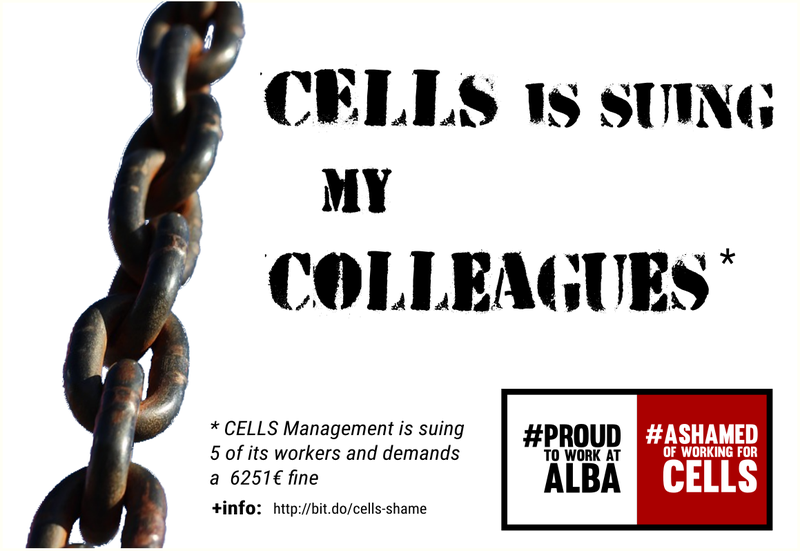 CELLS IS SUING
MY
COLLEAGUES*
* CELLS Management is suing
5 of its workers and demands
a 6251€ fine
+info: http://bit.do/cells-shame
#PROUD
TO WORK AT
ALBA
#ASHAMED
OF WORKING FOR
CELLS